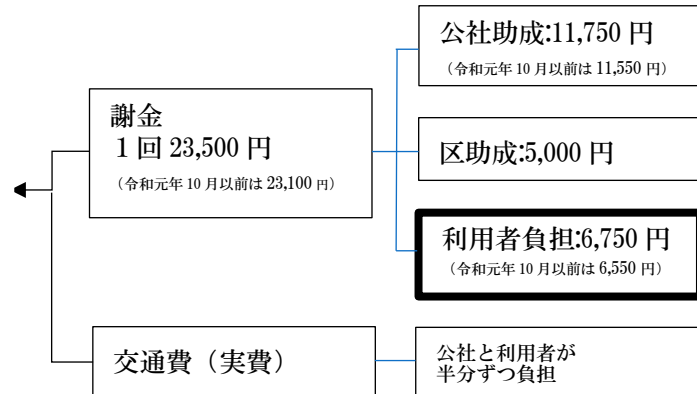 謝金
1回 23,500 円
（令和元年 10 月以前は 23,100 円）
公社助成:11,750 円
（令和元年 10 月以前は 11,550 円）
区助成:5,000 円
利用者負担:6,750 円
（令和元年 10 月以前は 6,550 円）
交通費（実費）
公社と利用者が
半分ずつ負担